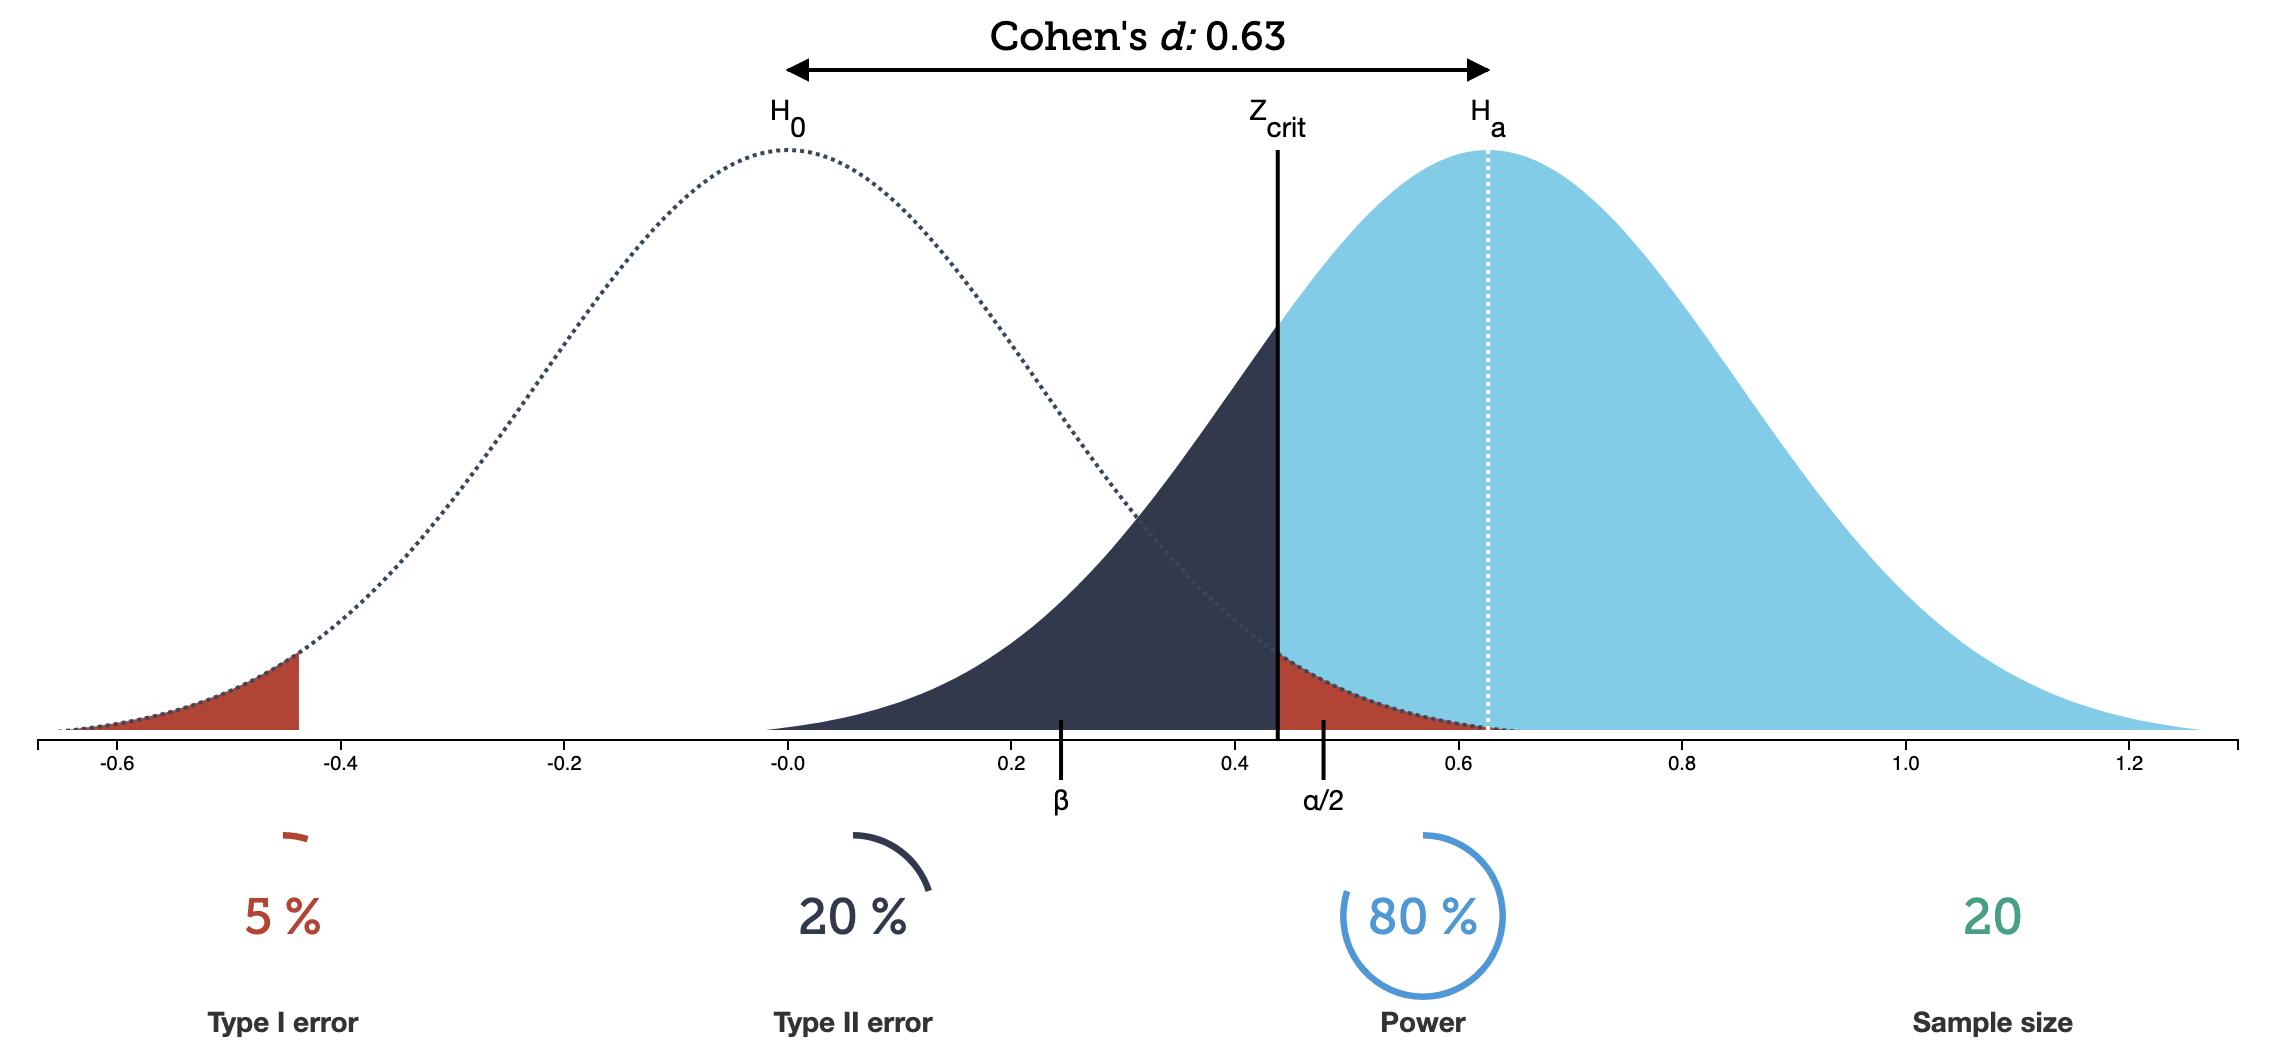 Cohen's d: 0.63
H0 Zcrit Ha
-0.6 -0.4 -0.2 -0.0 0.2 0.4 0.6 0.8 1.0 1.2
β α/2
5 % 20 % 80 % 20
Type I error Type II error Power Sample size